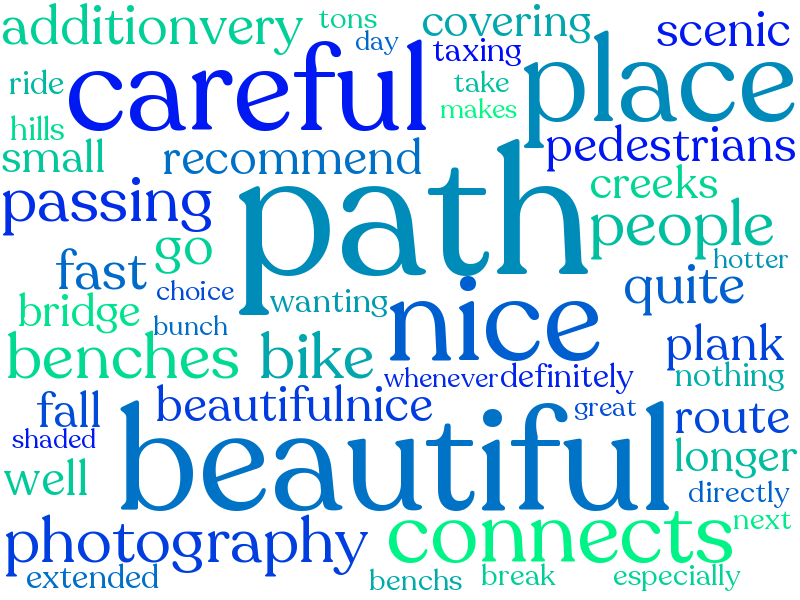 additionvery tons covering scenic
day taxing
careful place
ride take
hills makes
small recommend pedestrians
passing path creeks
go people
fast hotter
choice quite
bridge wanting nice
bunch plank
benches bike
whenever definitely nothing
fall beautifulnice great route
shaded beautiful
well longer
directly
photography connects next
extended benchs break especially